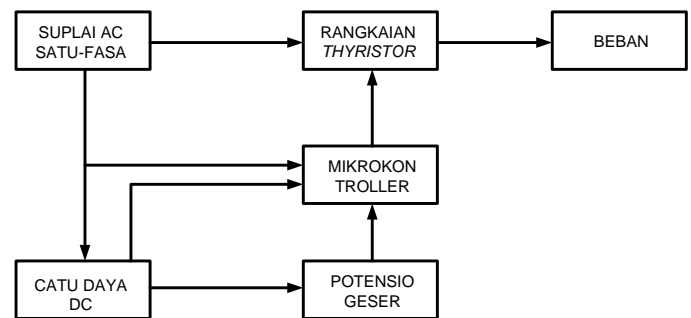 SUPLAI AC
SATU-FASA
RANGKAIAN
THYRISTOR
BEBAN
MIKROKON
TROLLER
CATU DAYA
DC
POTENSIO
GESER